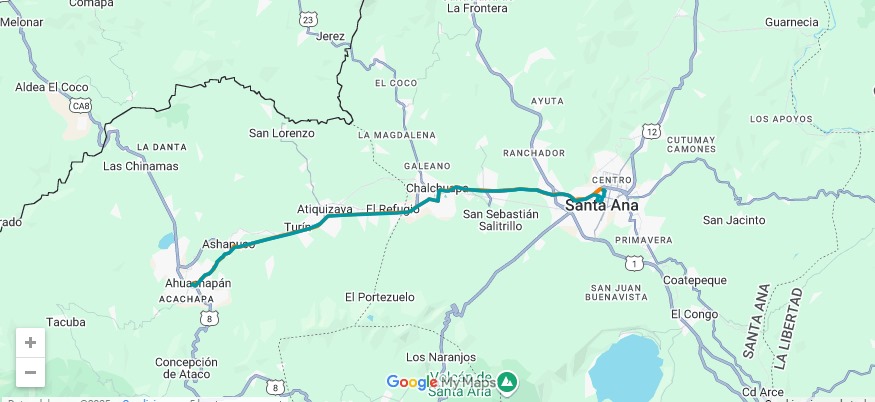 Comapa
Melonar
23
Jerez
La Frontera
Guarnecia
Aldea El Coco
CA8
EL COCO
AYUTA
LOS APOYOS
LA DANTA
San Lorenzo
LA MAGDALENA
12
CUTUMAY
CAMONES
Las Chinamas
GALEANO
RANCHADOR
CENTRO
Chalchuapa
Santa Ana
Atiquizaya
El Refugio
San Sebastián
Salitrillo
San Jacinto
Turín
Ashapuco
PRIMAVERA
1
Ahuachapán
ACACHAPA
8
El Portezuelo
SAN JUAN
BUENAVISTA
Coatepeque
El Congo
SANTA ANA
LA LIBERTAD
Tacuba
+
−
Concepción
de Ataco
8
8
Los Naranjos
Google My Maps
Volcán de
Santa Ana
Cd Arce